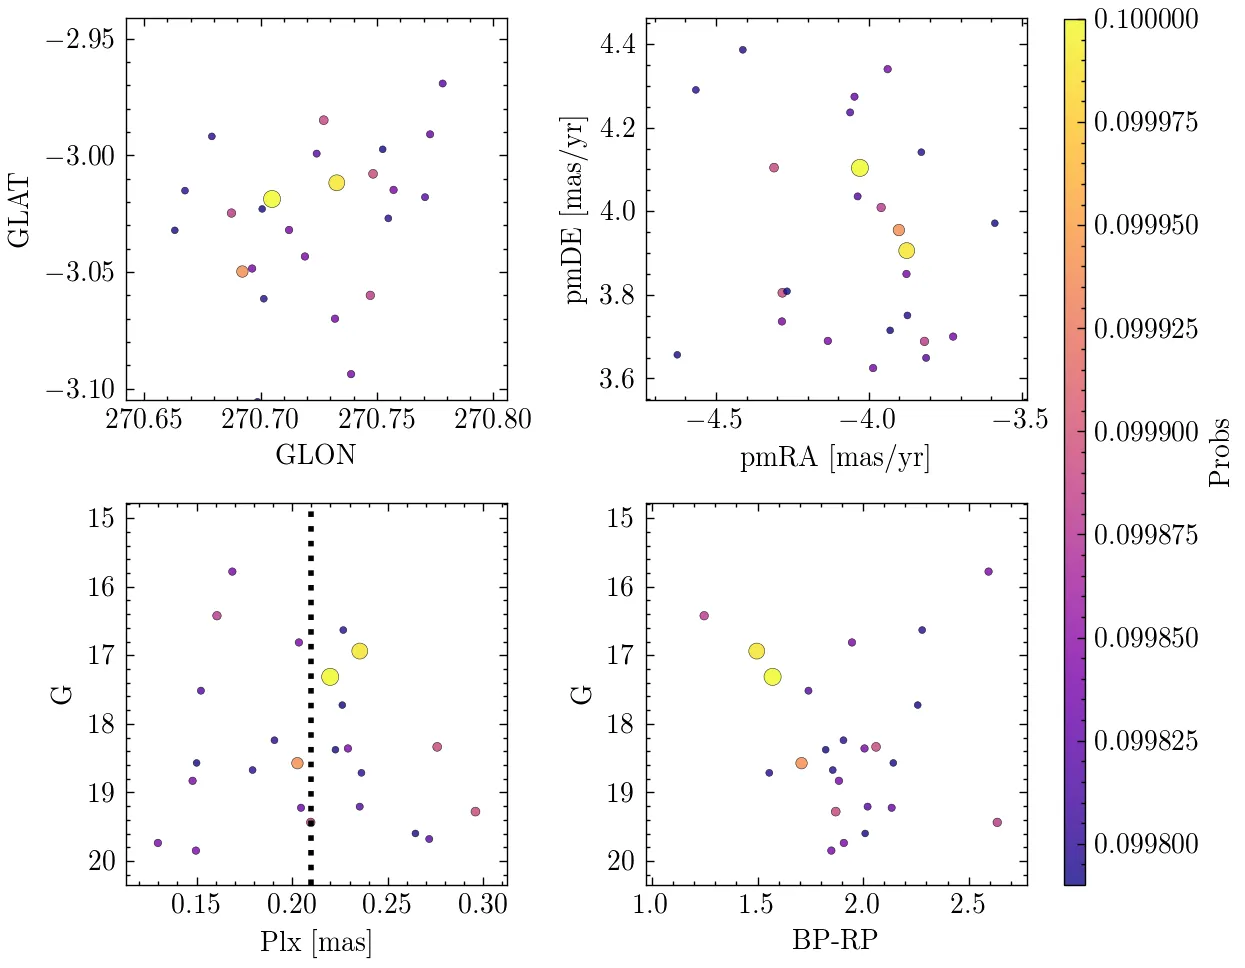 −2.95
−3.00
−3.05
−3.10
GLAT
270.65 270.70 270.75 270.80
GLON
4.4
4.2
4.0
3.8
3.6
pmDE [mas/yr]
−4.5 −4.0 −3.5
pmRA [mas/yr]
15
16
17
18
19
20
G
0.15 0.20 0.25 0.30
Plx [mas]
15
16
17
18
19
20
G
1.0 1.5 2.0 2.5
BP-RP
0.100000
0.099975
0.099950
0.099925
0.099900
0.099875
0.099850
0.099825
0.099800
Probs